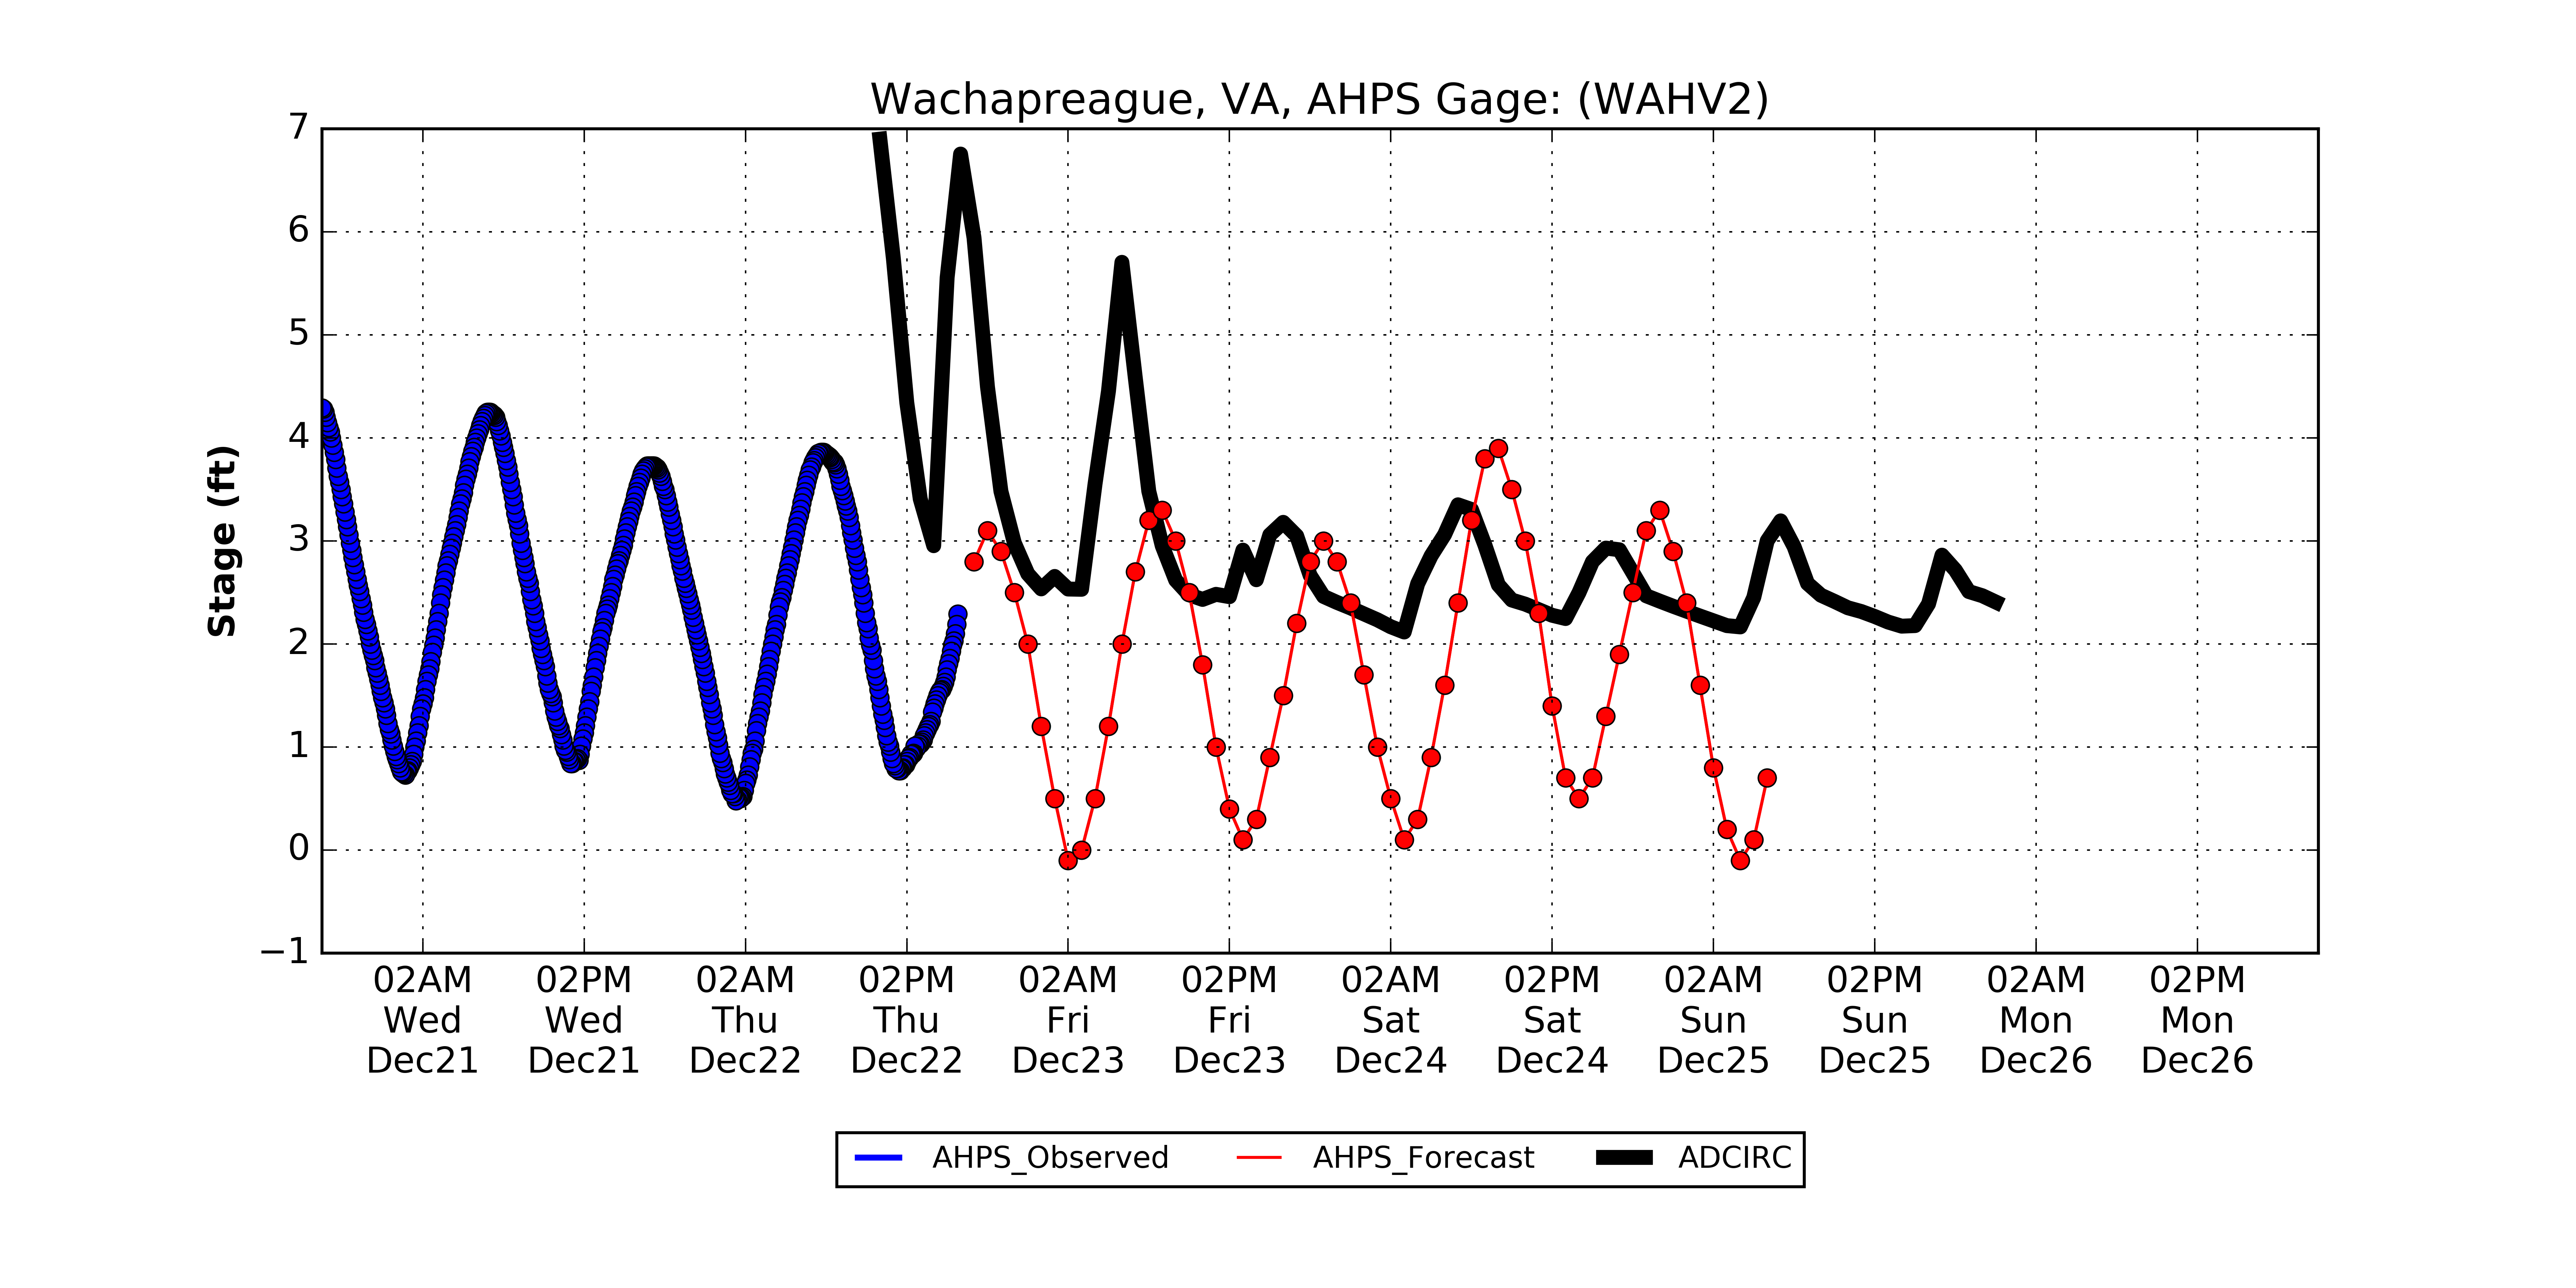 Wachapreague, VA, AHPS Gage: (WAHV2)
7
6
5
4
3
2
1
0
−1
Stage (ft)
02AM 02PM 02AM 02PM 02AM 02PM 02AM 02PM 02AM 02PM 02AM 02PM
Wed Wed Thu Thu Fri Fri Sat Sat Sun Sun Mon Mon
Dec21 Dec21 Dec22 Dec22 Dec23 Dec23 Dec24 Dec24 Dec25 Dec25 Dec26 Dec26
AHPS_Observed AHPS_Forecast ADCIRC